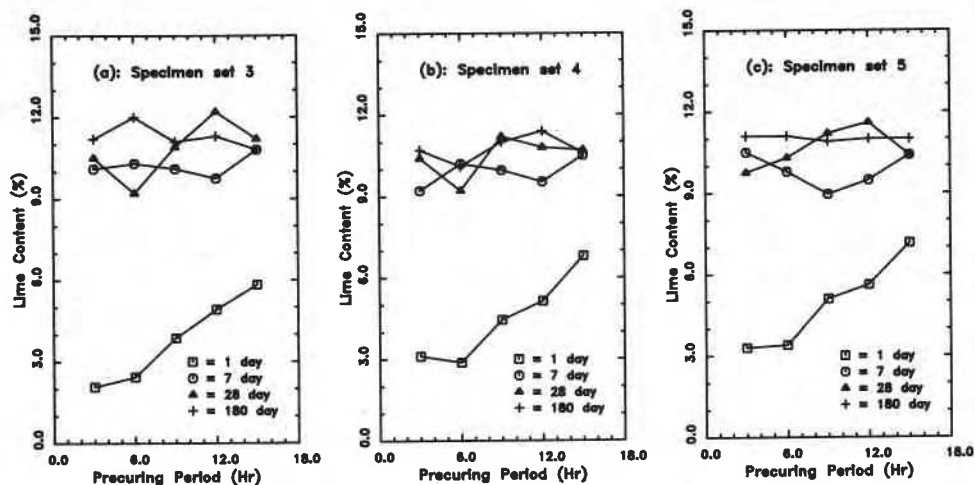 (a): Specimen set 3
15.0
12.0
9.0
6.0
3.0
0.0
Lime Content (%)
= 1 day
= 7 day
= 28 day
= 180 day
0.0
6.0
12.0
18.0
Precuring Period (Hr)
(b): Specimen set 4
15.0
12.0
9.0
6.0
3.0
0.0
Lime Content (%)
= 1 day
= 7 day
= 28 day
= 180 day
0.0
6.0
12.0
18.0
Precuring Period (Hr)
(c): Specimen set 5
15.0
12.0
9.0
6.0
3.0
0.0
Lime Content (%)
= 1 day
= 7 day
= 28 day
= 180 day
0.0
6.0
12.0
18.0
Precuring Period (Hr)